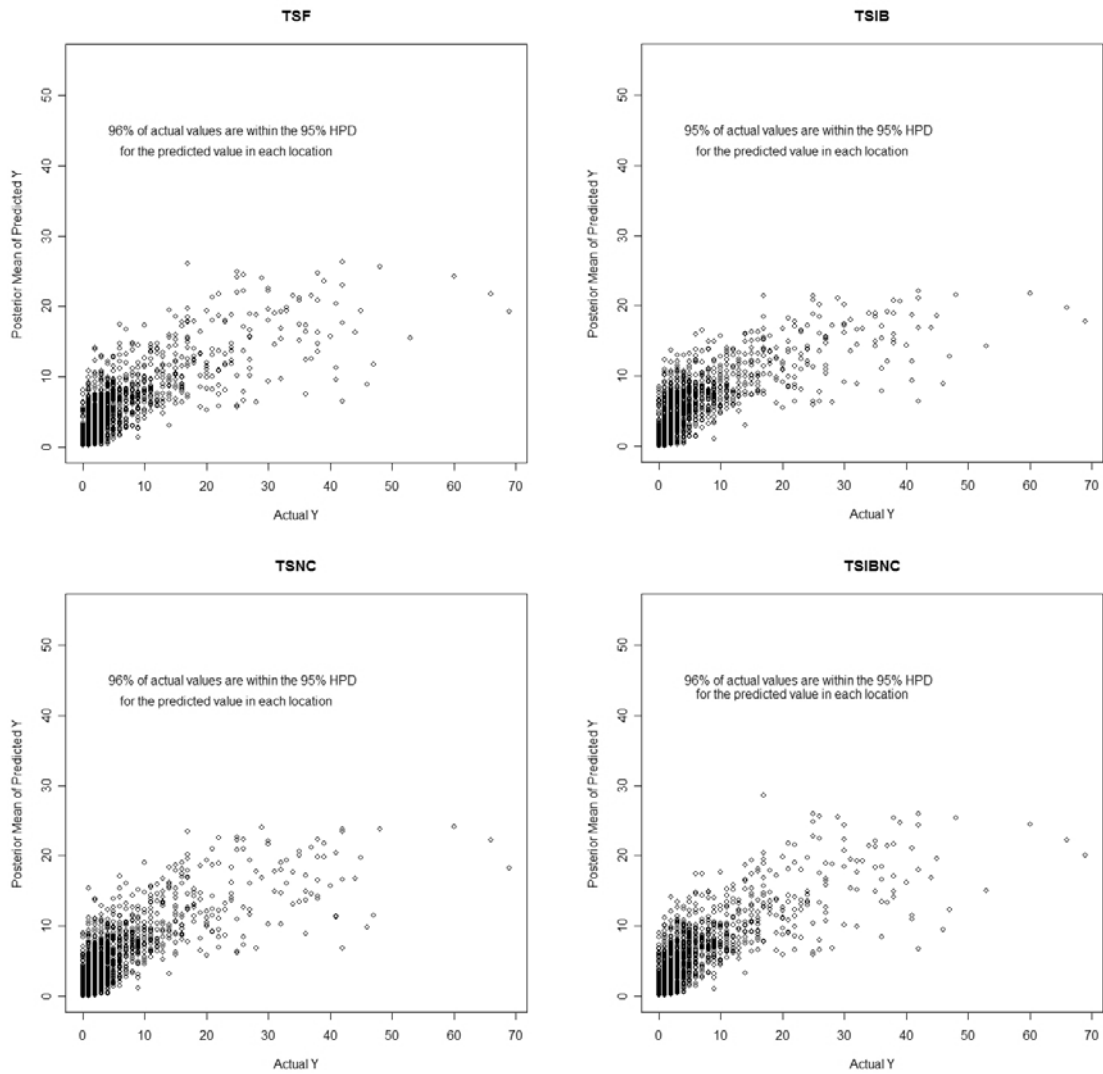 TSF
50
40
30
20
10
0
Posterior Mean of Predicted Y
96% of actual values are within the 95% HPD
for the predicted value in each location
0 10 20 30 40 50 60 70
Actual Y
TSIB
50
40
30
20
10
0
Posterior Mean of Predicted Y
95% of actual values are within the 95% HPD
for the predicted value in each location
0 10 20 30 40 50 60 70
Actual Y
TSNC
50
40
30
20
10
0
Posterior Mean of Predicted Y
96% of actual values are within the 95% HPD
for the predicted value in each location
0 10 20 30 40 50 60 70
Actual Y
TSIBNC
50
40
30
20
10
0
Posterior Mean of Predicted Y
96% of actual values are within the 95% HPD
for the predicted value in each location
0 10 20 30 40 50 60 70
Actual Y